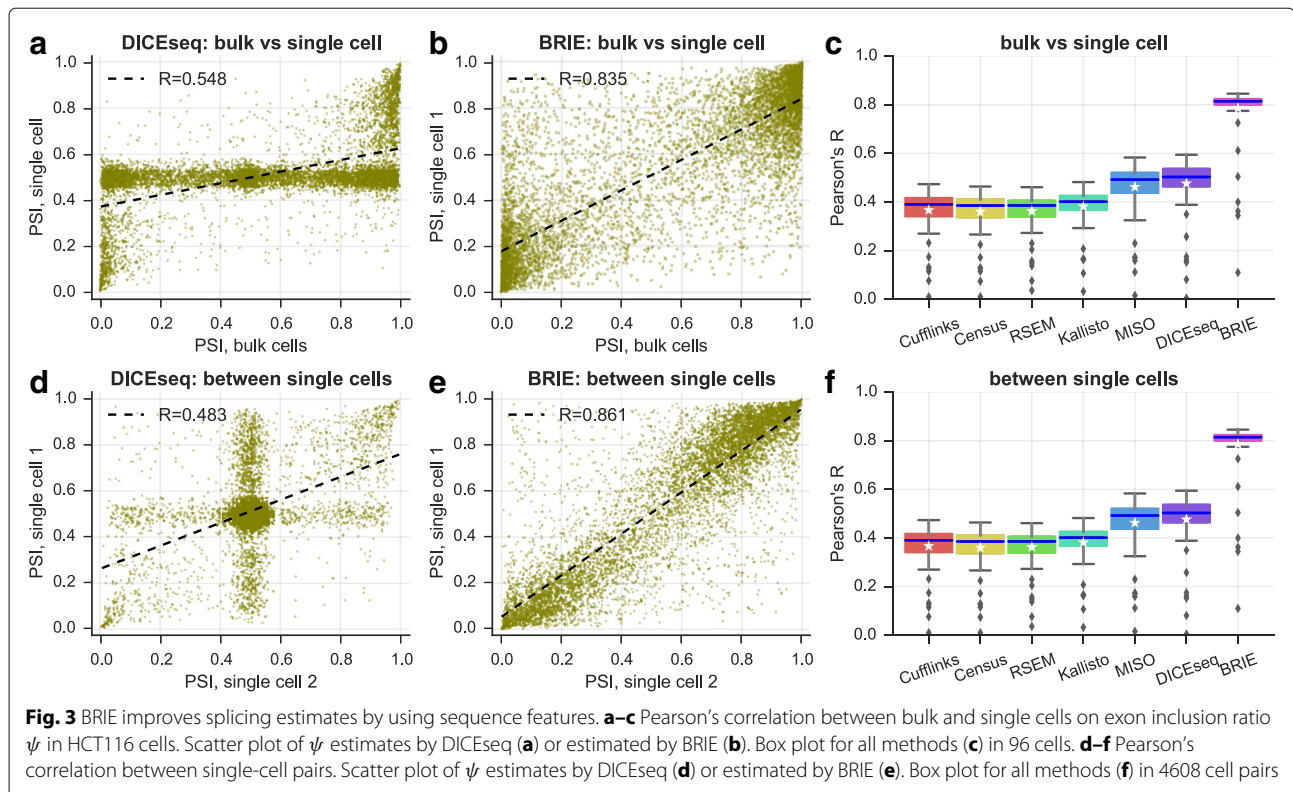 a
DICEseq: bulk vs single cell
R=0.548
PSI, single cell
1.0
0.8
0.6
0.4
0.2
0.0
0.0 0.2 0.4 0.6 0.8 1.0
PSI, bulk cells
b
BRIE: bulk vs single cell
R=0.835
PSI, single cell 1
1.0
0.8
0.6
0.4
0.2
0.0
0.0 0.2 0.4 0.6 0.8 1.0
PSI, bulk cells
c
bulk vs single cell
Pearson's R
1.0
0.8
0.6
0.4
0.2
0.0
Cufflinks Census RSEM Kallisto MISO DICEseq BRIE
d
DICEseq: between single cells
R=0.483
PSI, single cell 1
1.0
0.8
0.6
0.4
0.2
0.0
0.0 0.2 0.4 0.6 0.8 1.0
PSI, single cell 2
e
BRIE: between single cells
R=0.861
PSI, single cell 1
1.0
0.8
0.6
0.4
0.2
0.0
0.0 0.2 0.4 0.6 0.8 1.0
PSI, single cell 2
f
between single cells
Pearson's R
1.0
0.8
0.6
0.4
0.2
0.0
Cufflinks Census RSEM Kallisto MISO DICEseq BRIE
Fig. 3 BRIE improves splicing estimates by using sequence features. a–c Pearson's correlation between bulk and single cells on exon inclusion ratio
ψ in HCT116 cells. Scatter plot of ψ estimates by DICEseq (a) or estimated by BRIE (b). Box plot for all methods (c) in 96 cells. d–f Pearson's
correlation between single-cell pairs. Scatter plot of ψ estimates by DICEseq (d) or estimated by BRIE (e). Box plot for all methods (f) in 4608 cell pairs